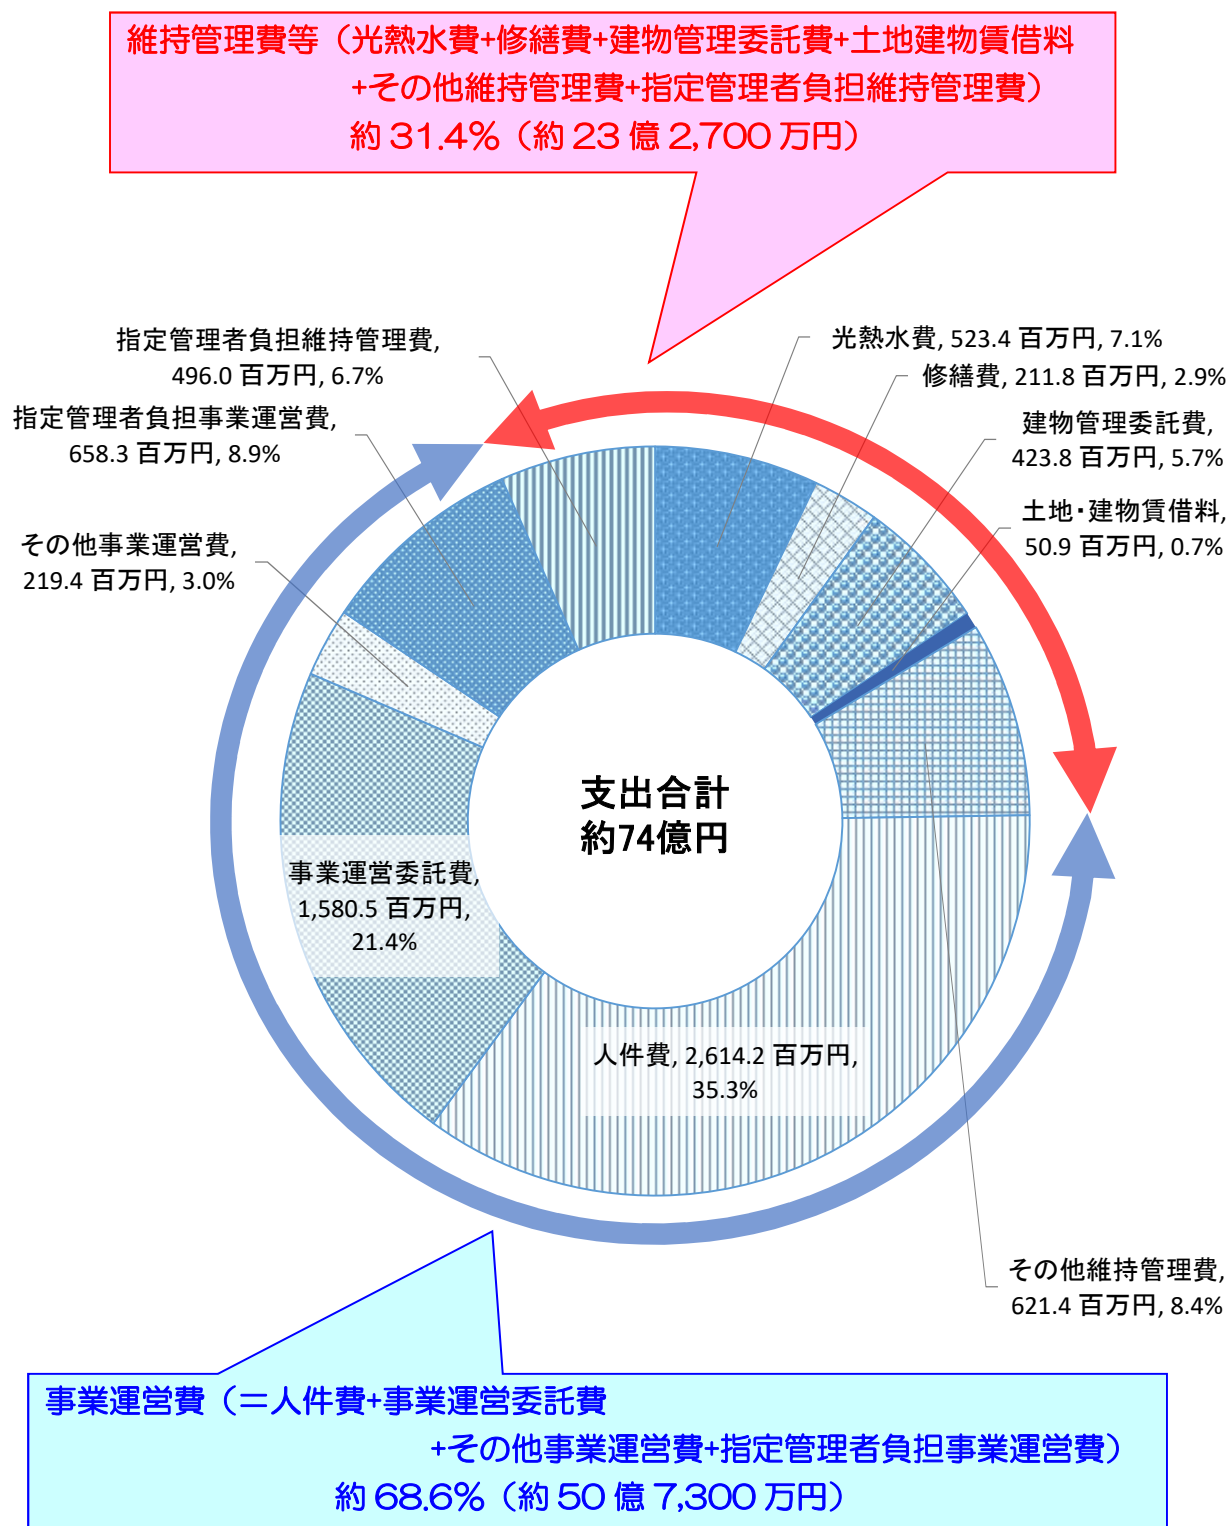 維持管理費等（光熱水費+修繕費+建物管理委託費+土地建物賃借料
+その他維持管理費+指定管理者負担維持管理費）
約 31.4％（約 23 億 2,700 万円）
指定管理者負担維持管理費,
496.0 百万円, 6.7%
光熱水費, 523.4 百万円, 7.1%
修繕費, 211.8 百万円, 2.9%
指定管理者負担事業運営費,
658.3 百万円, 8.9%
建物管理委託費,
423.8 百万円, 5.7%
土地・建物賃借料,
50.9 百万円, 0.7%
その他事業運営費,
219.4 百万円, 3.0%
支出合計
約74億円
事業運営委託費,
1,580.5 百万円,
21.4%
人件費, 2,614.2 百万円,
35.3%
その他維持管理費,
621.4 百万円, 8.4%
事業運営費（＝人件費+事業運営委託費
+その他事業運営費+指定管理者負担事業運営費）
約 68.6％（約 50 億 7,300 万円）